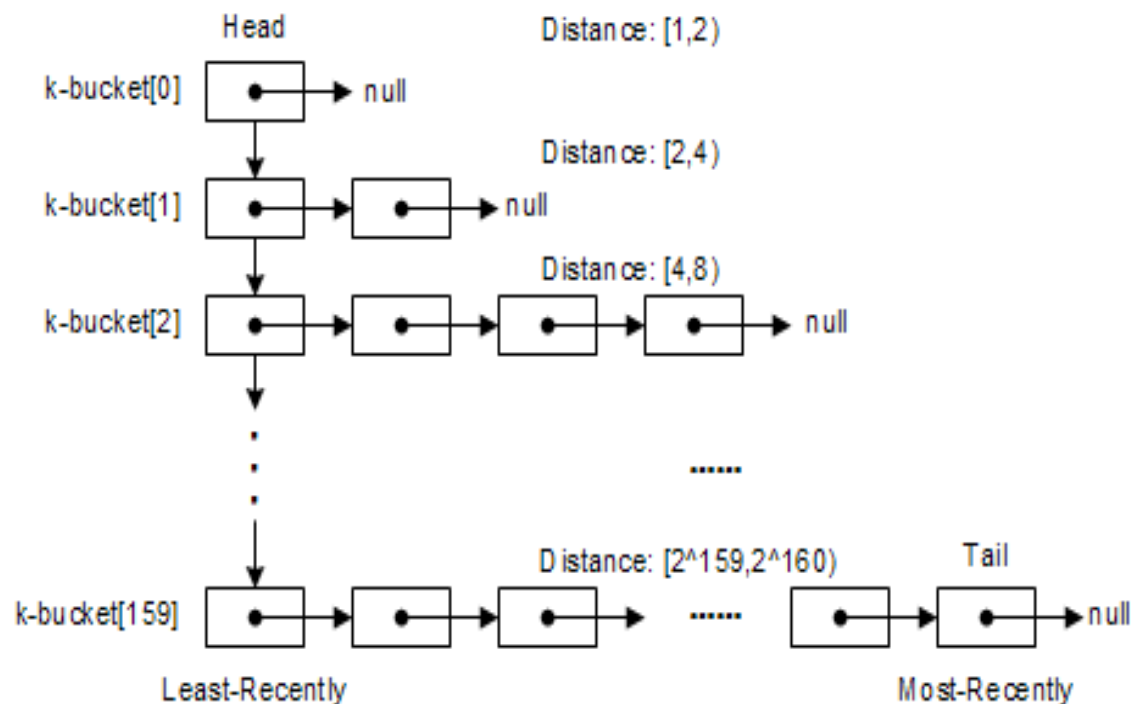 Head
Distance: [1,2)
k-bucket[0]
null
Distance: [2,4)
k-bucket[1]
null
Distance: [4,8)
k-bucket[2]
null
......
Distance: [2^159,2^160)
Tail
k-bucket[159]
......
null
Least-Recently
Most-Recently